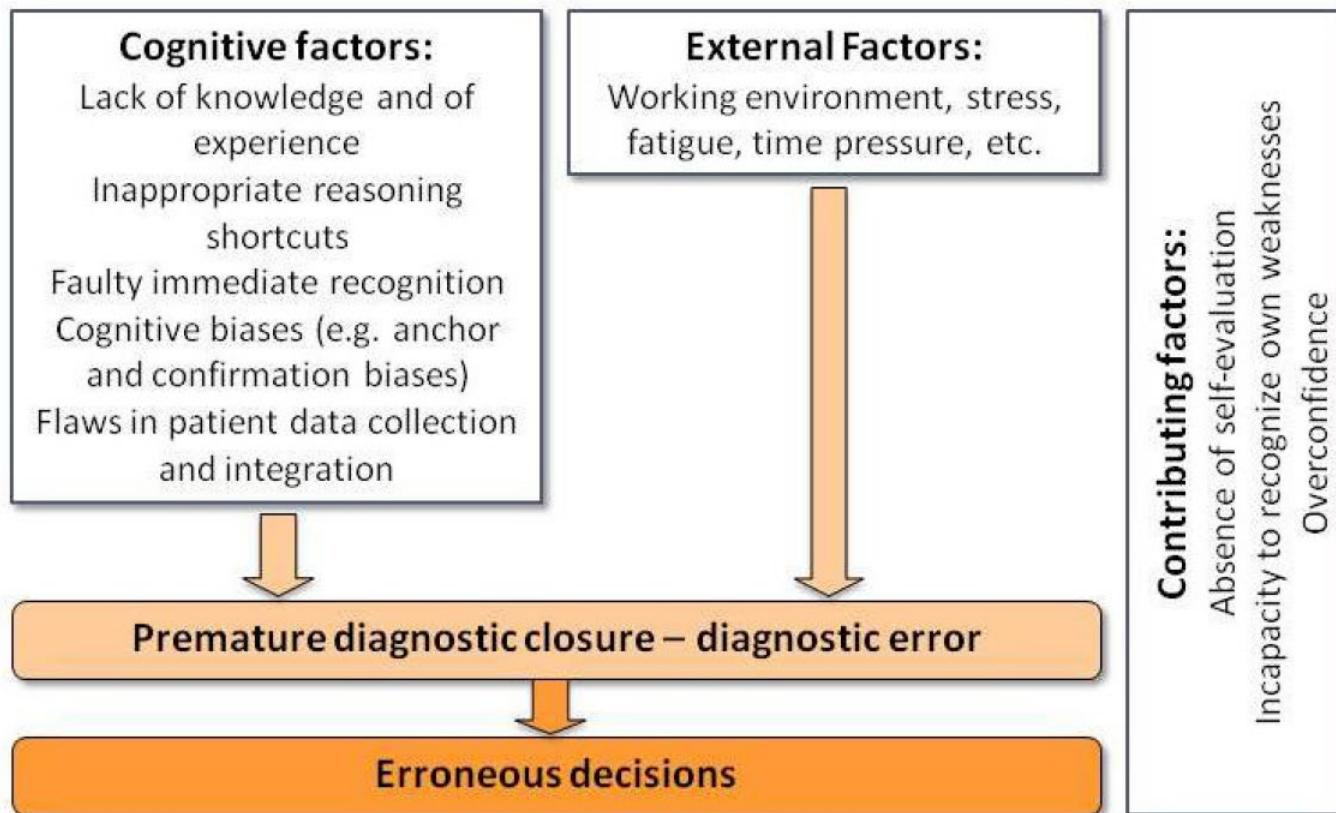 Cognitive factors:
Lack of knowledge and of
experience
Inappropriate reasoning
shortcuts
Faulty immediate recognition
Cognitive biases (e.g. anchor
and confirmation biases)
Flaws in patient data collection
and integration
External Factors:
Working environment, stress,
fatigue, time pressure, etc.
Premature diagnostic closure – diagnostic error
Erroneous decisions
Contributing factors:
Absence of self-evaluation
Incapacity to recognize own weaknesses
Overconfidence